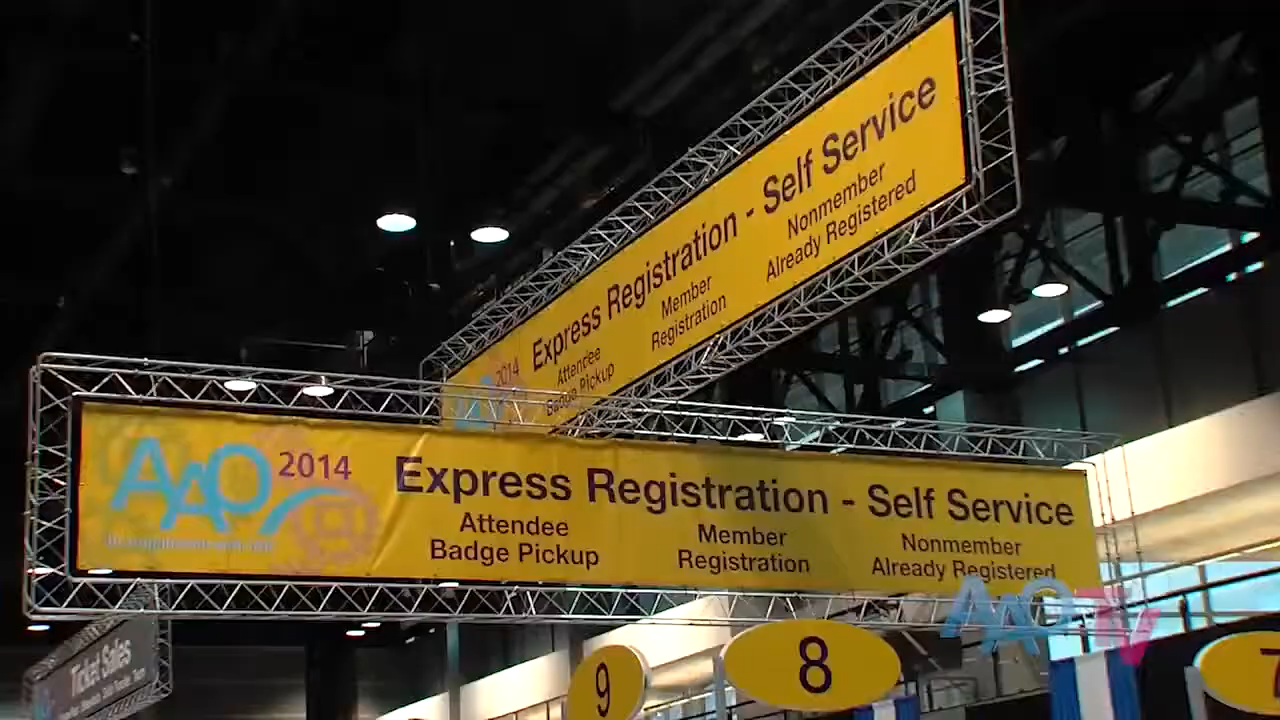 Express Registration - Self Service
Nonmember
Already Registered
Member
Registration
Attendee
Badge Pickup
2014
AAO 2014
Express Registration - Self Service
Attendee
Badge Pickup
Member
Registration
Nonmember
Already Registered
AAOTV
Ticket Sales
9
8
7